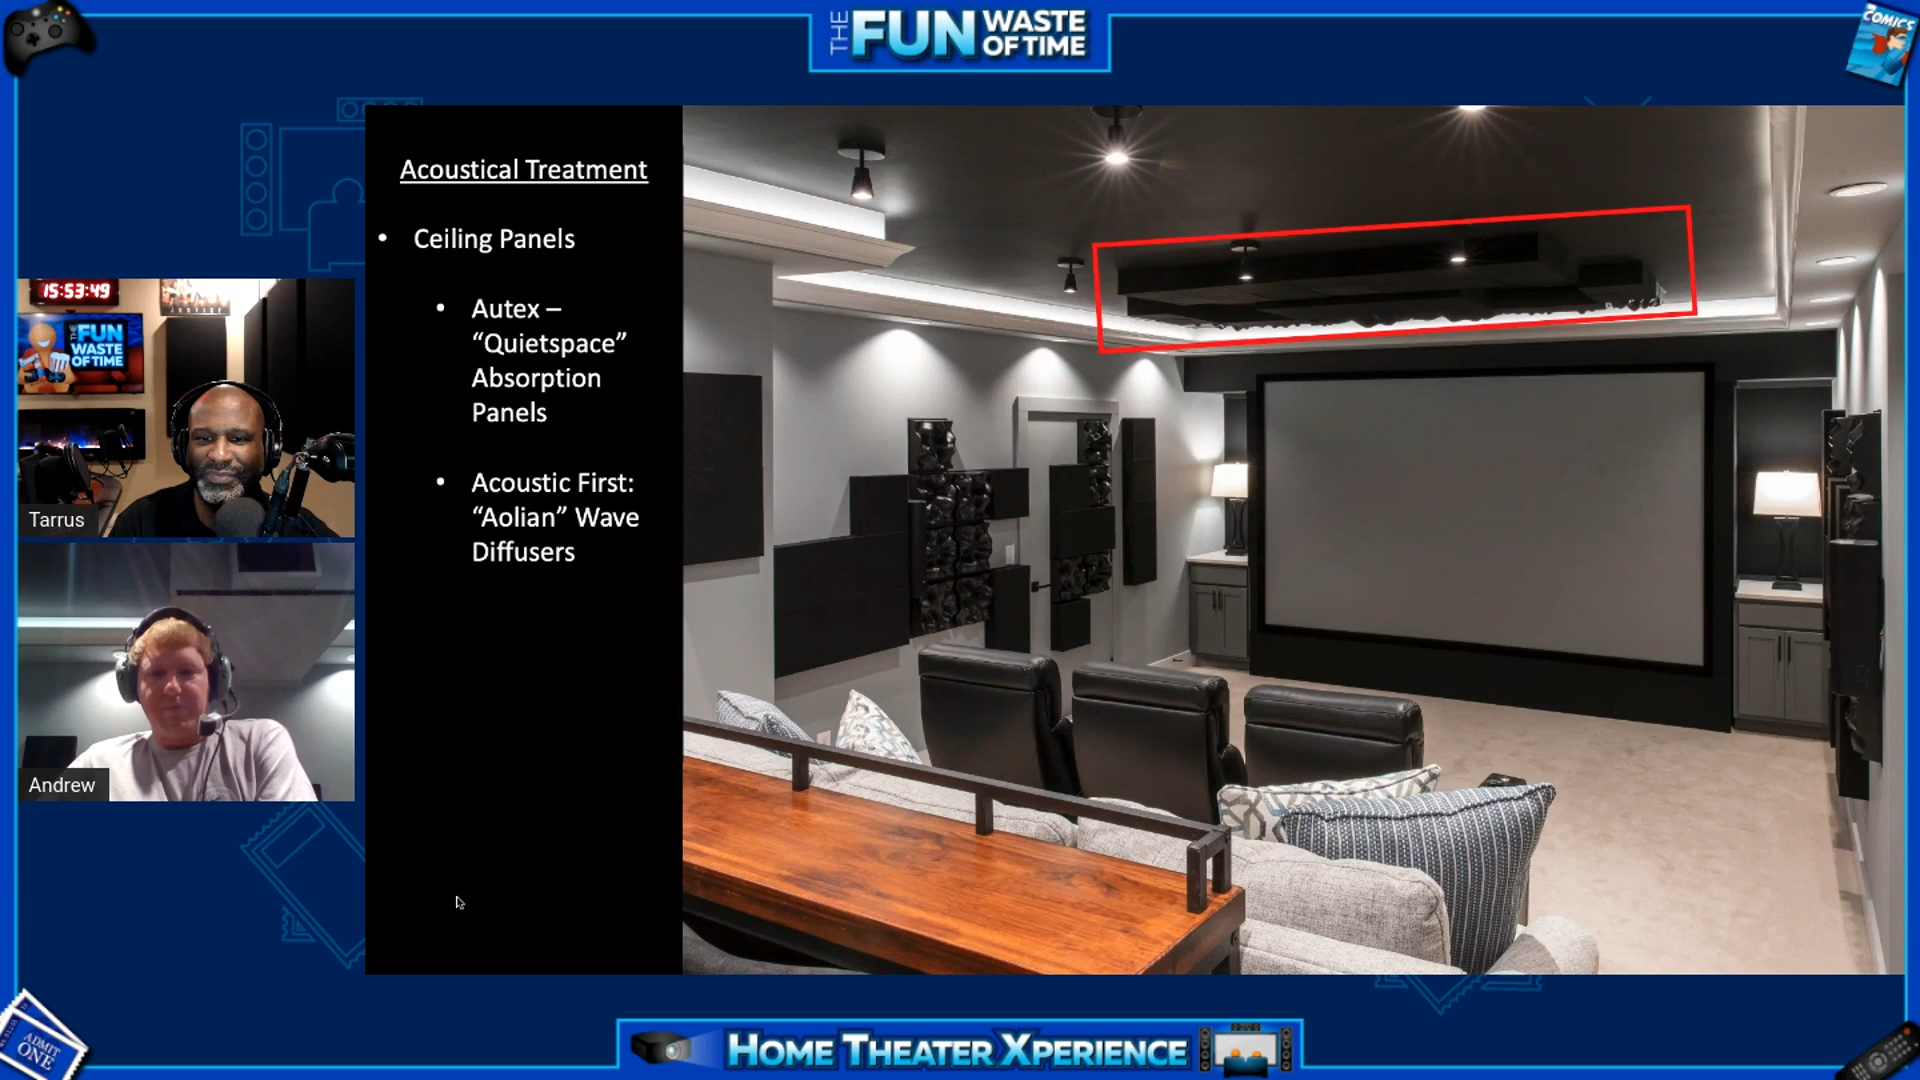 THE FUN WASTE OF TIME
COMICS
Acoustical Treatment
• Ceiling Panels
• Autex –
“Quietspace”
Absorption
Panels
• Acoustic First:
“Aolian” Wave
Diffusers
15:53:49
THE FUN
WASTE
OF TIME
Tarrus
Andrew
ADMIT
ONE
HOME THEATER XPERIENCE